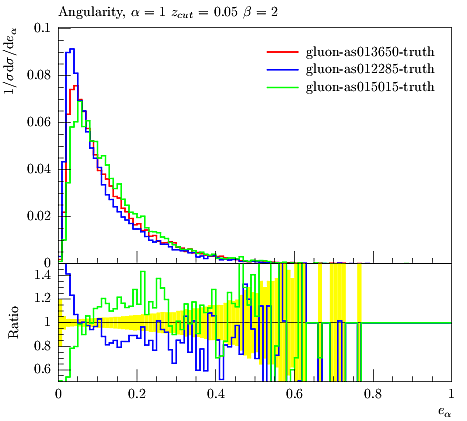 Angularity, α = 1 z_cut = 0.05 β = 2
1/σ dσ/de_α
0.1
0.08
0.06
0.04
0.02
0
gluon-as013650-truth
gluon-as012285-truth
gluon-as015015-truth
Ratio
1.4
1.2
1
0.8
0.6
0 0.2 0.4 0.6 0.8 1
e_α